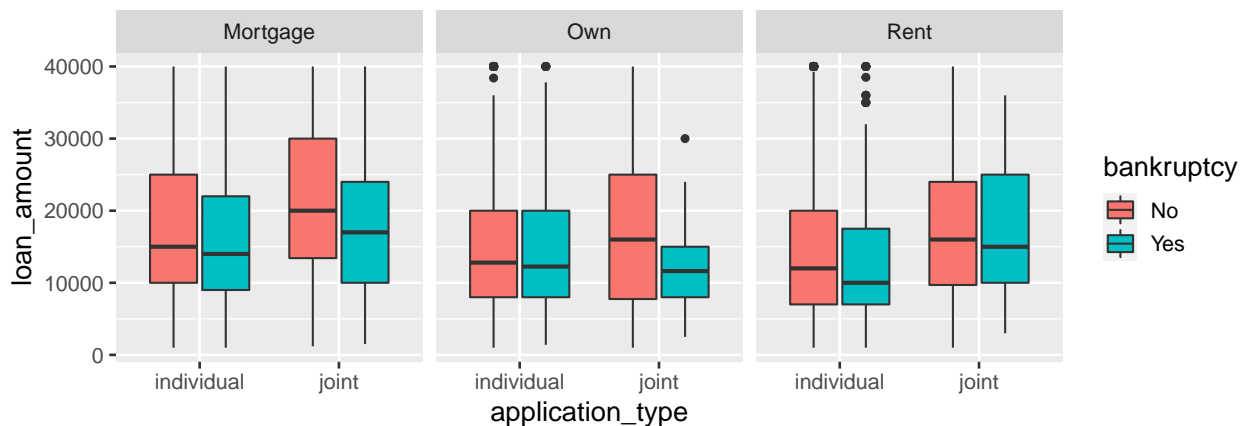 Mortgage
Own
Rent
loan_amount
40000
30000
20000
10000
0
individual
joint
individual
joint
individual
joint
application_type
bankruptcy
No
Yes